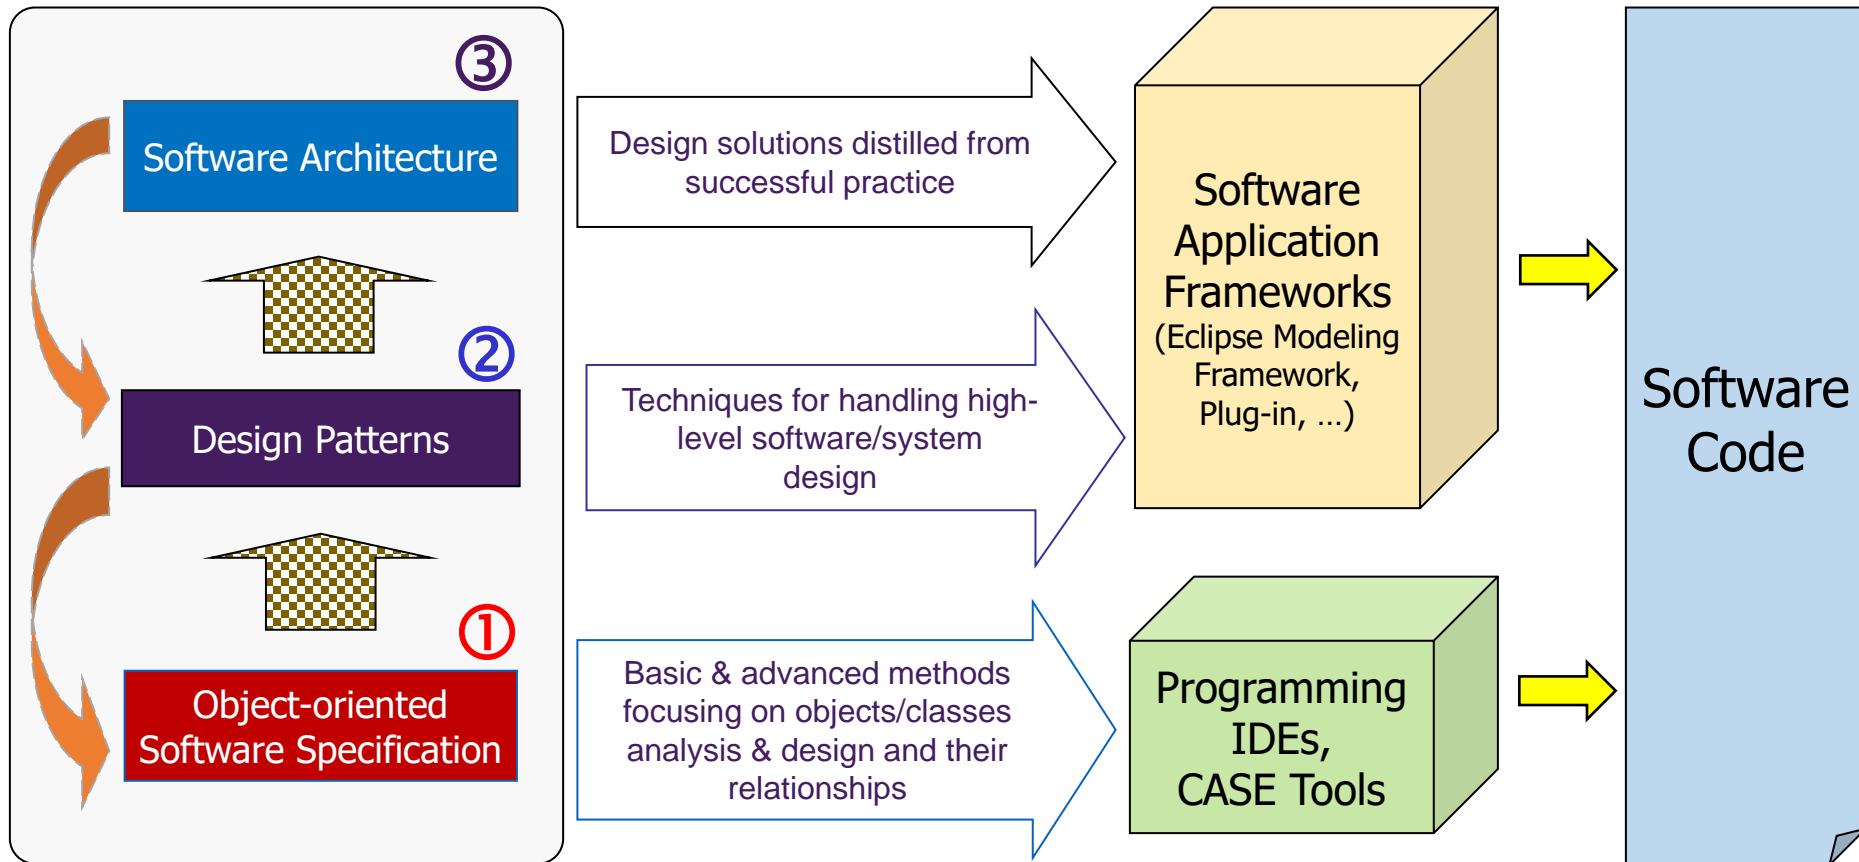 ③
Software Architecture
②
Design Patterns
①
Object-oriented
Software Specification
Design solutions distilled from
successful practice
Techniques for handling high-
level software/system
design
Basic & advanced methods
focusing on objects/classes
analysis & design and their
relationships
Software
Application
Frameworks
(Eclipse Modeling
Framework,
Plug-in, …)
Programming
IDEs,
CASE Tools
Software
Code